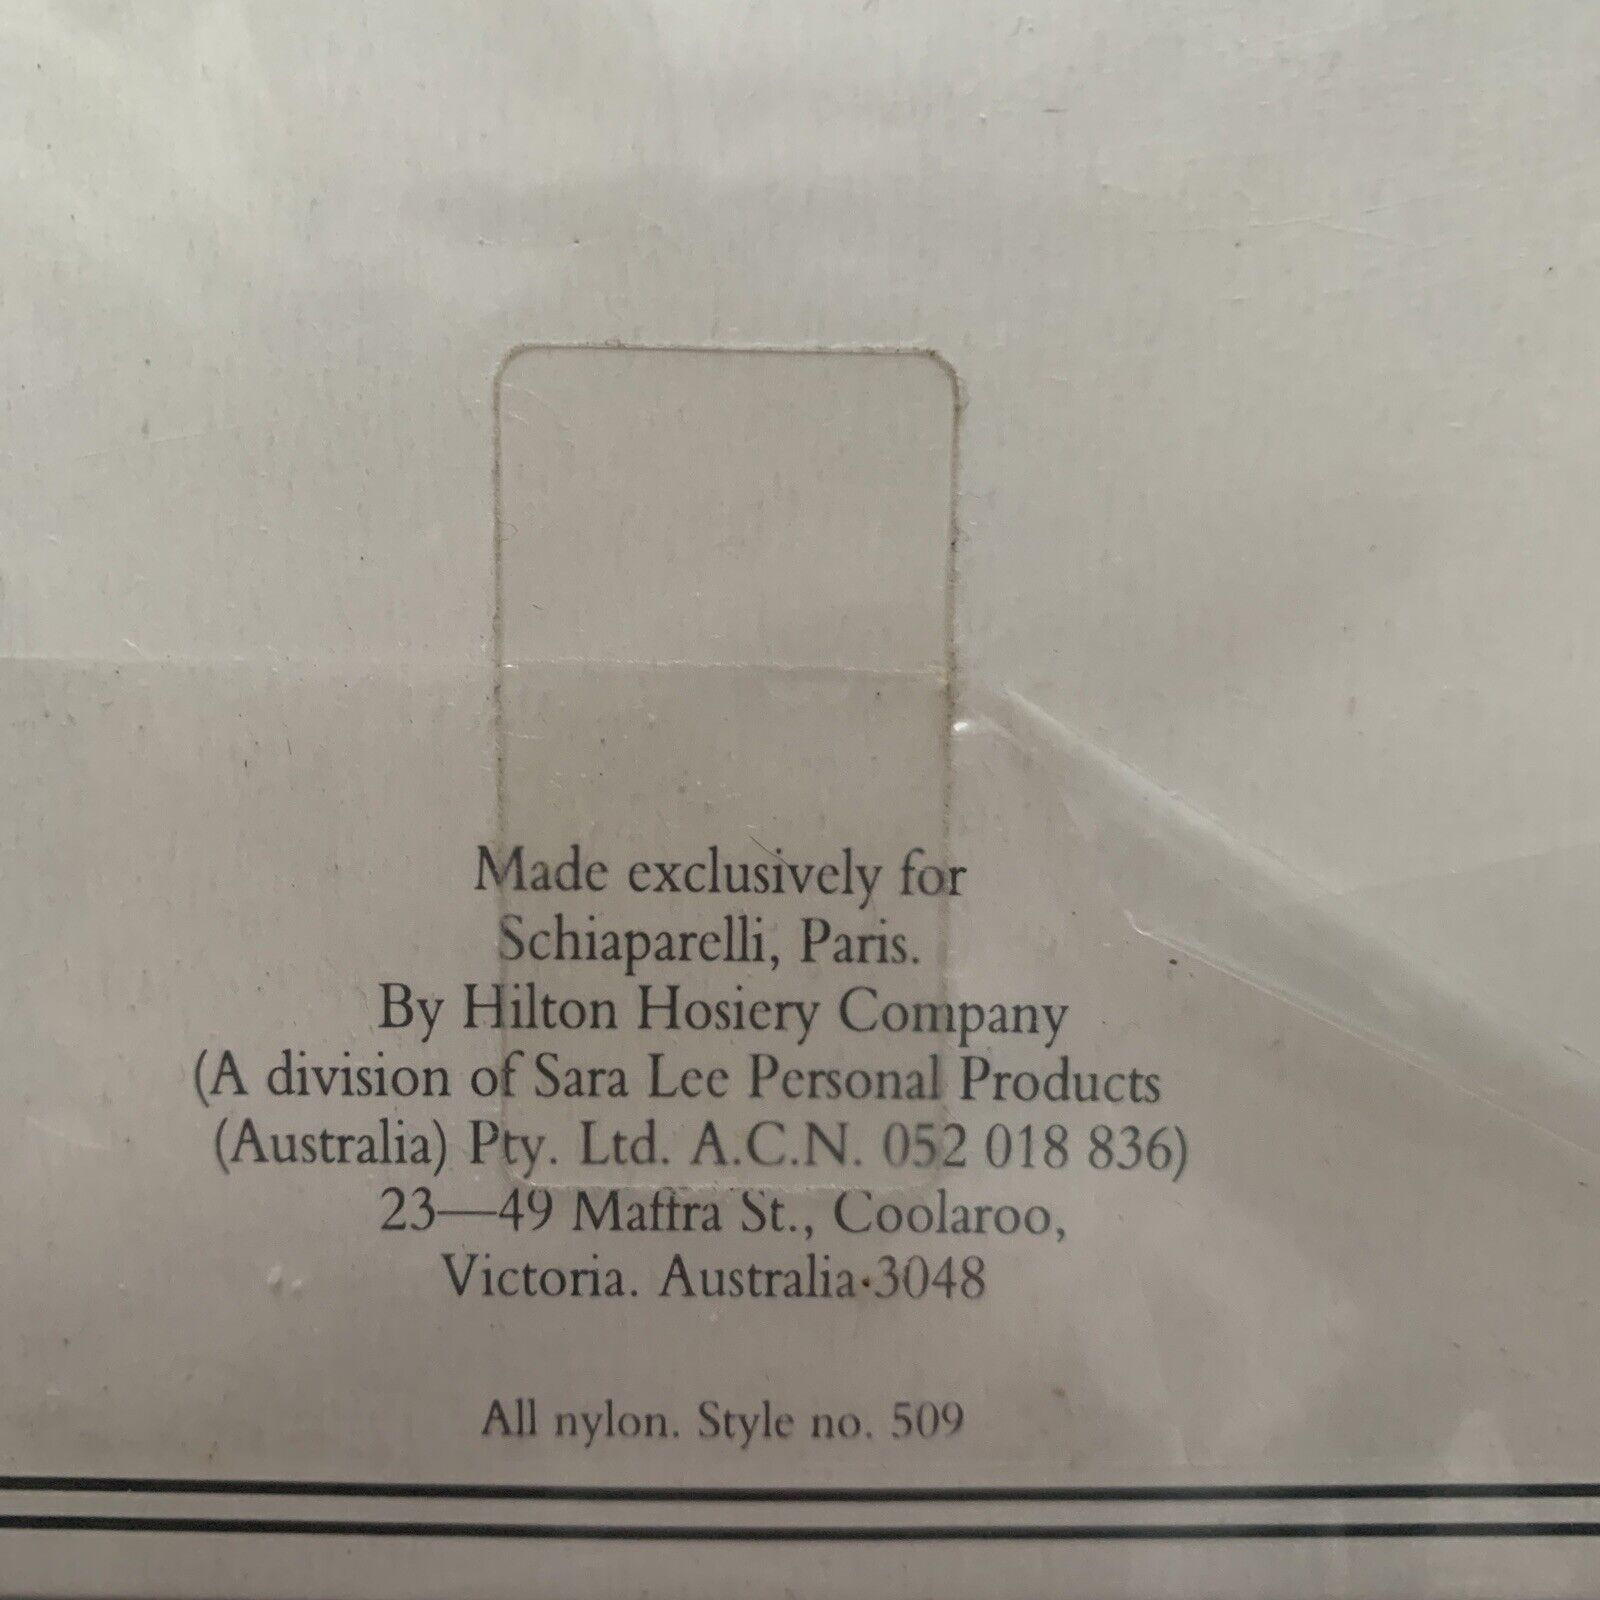 Made exclusively for
Schiaparelli, Paris.
By Hilton Hosiery Company
(A division of Sara Lee Personal Products
(Australia) Pty. Ltd. A.C.N. 052 018 836)
23—49 Maffra St., Coolaroo,
Victoria. Australia 3048
All nylon. Style no. 509